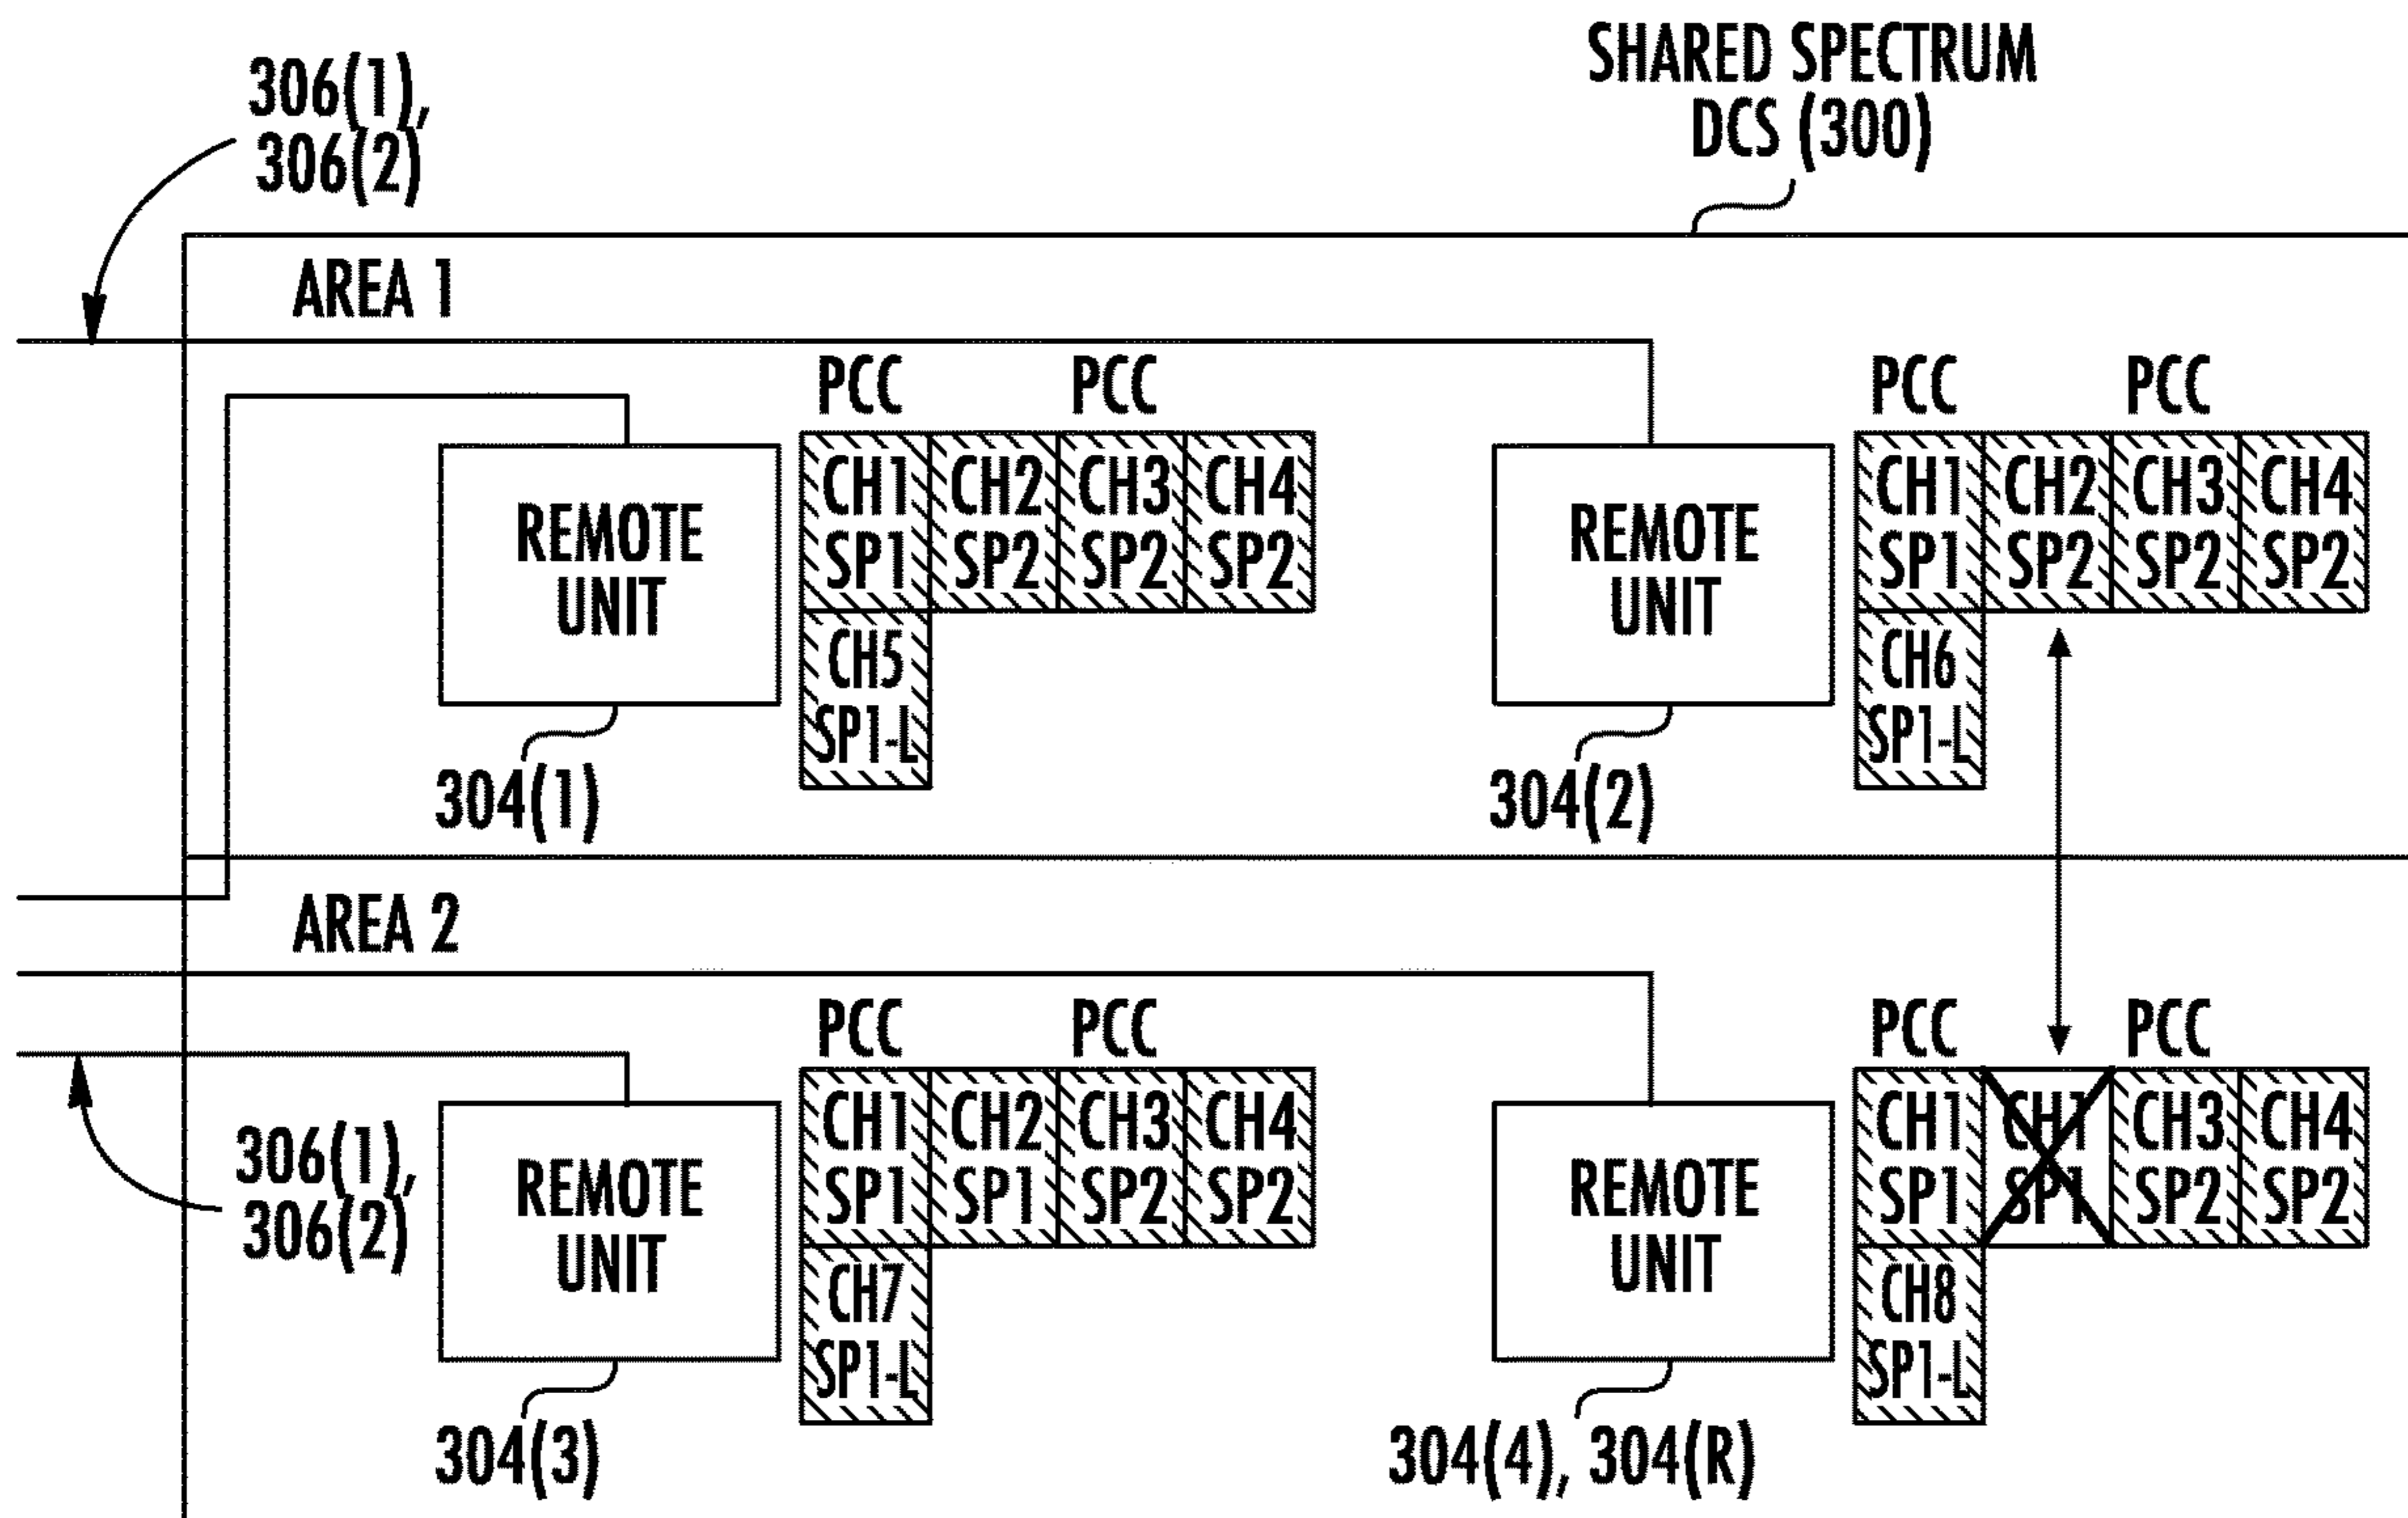 SHARED SPECTRUM
DCS (300)
306(1),
306(2)
AREA 1
PCC PCC
REMOTE
UNIT
CH1 CH2 CH3 CH4
SP1 SP2 SP2 SP2
CH5
SP1-L
304(1)
PCC PCC
REMOTE
UNIT
CH1 CH2 CH3 CH4
SP1 SP2 SP2 SP2
CH6
SP1-L
304(2)
AREA 2
306(1),
306(2)
PCC PCC
REMOTE
UNIT
CH1 CH2 CH3 CH4
SP1 SP1 SP2 SP2
CH7
SP1-L
304(3)
PCC PCC
REMOTE
UNIT
CH1 CH1 CH3 CH4
SP1 SP1 SP2 SP2
CH8
SP1-L
304(4), 304(R)